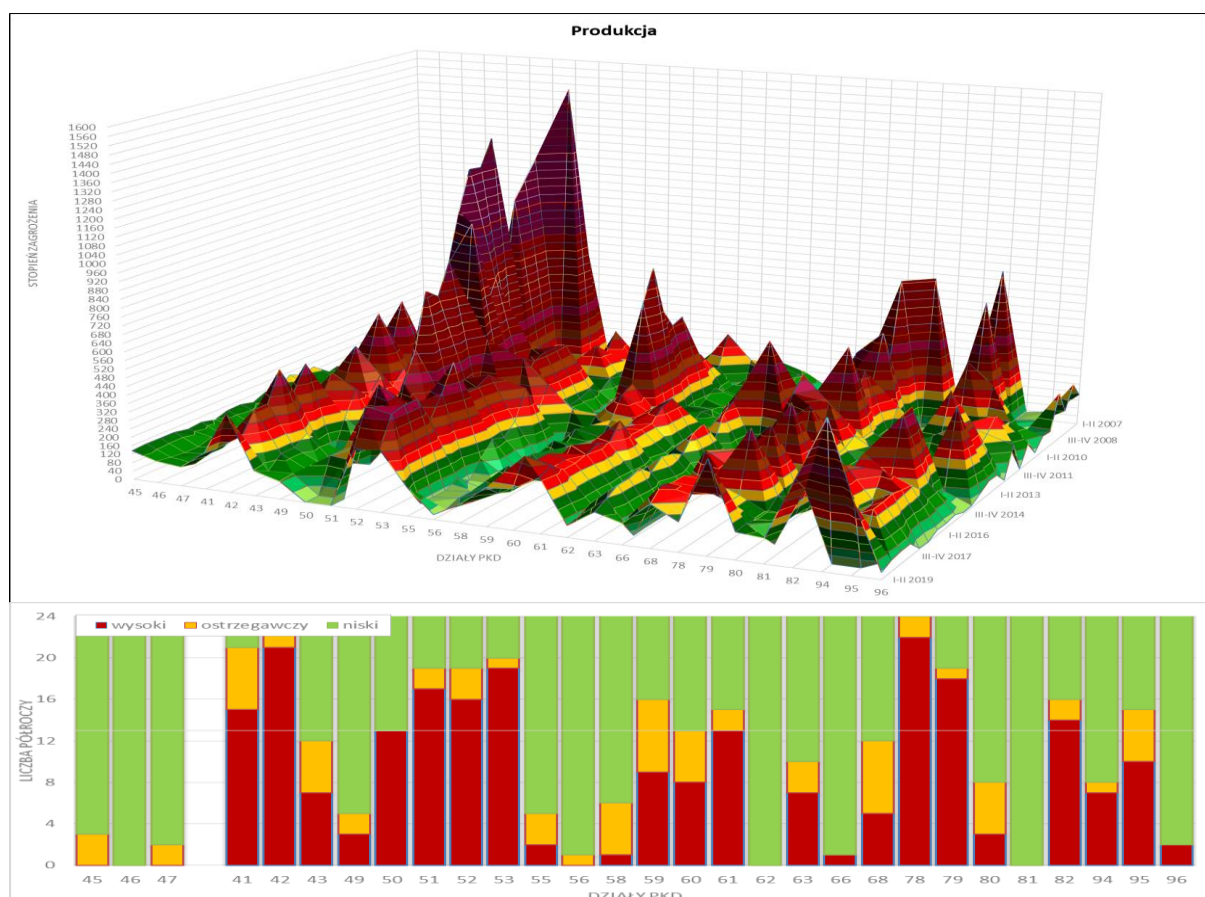 Produkcja
STOPIEŃ ZAGROŻENIA
1600
1560
1520
1480
1440
1400
1360
1320
1280
1240
1200
1160
1120
1080
1040
1000
960
920
880
840
800
760
720
680
640
600
560
520
480
440
400
360
320
280
240
200
160
120
80
40
0
45 46 47 41 42 43 49 50 51 52 53 55 56 58 59 60 61 62 63 66 68 78 79 80 81 82 94 95 96
DZIAŁY PKD
I-II 2007
III-IV 2008
I-II 2010
III-IV 2011
I-II 2013
III-IV 2014
I-II 2016
III-IV 2017
I-II 2019
wysoki ostrzegawczy niski
LICZBA PÓŁROCZY
24
20
16
12
8
4
0
45 46 47 41 42 43 49 50 51 52 53 55 56 58 59 60 61 62 63 66 68 78 79 80 81 82 94 95 96
DZIAŁY PKD